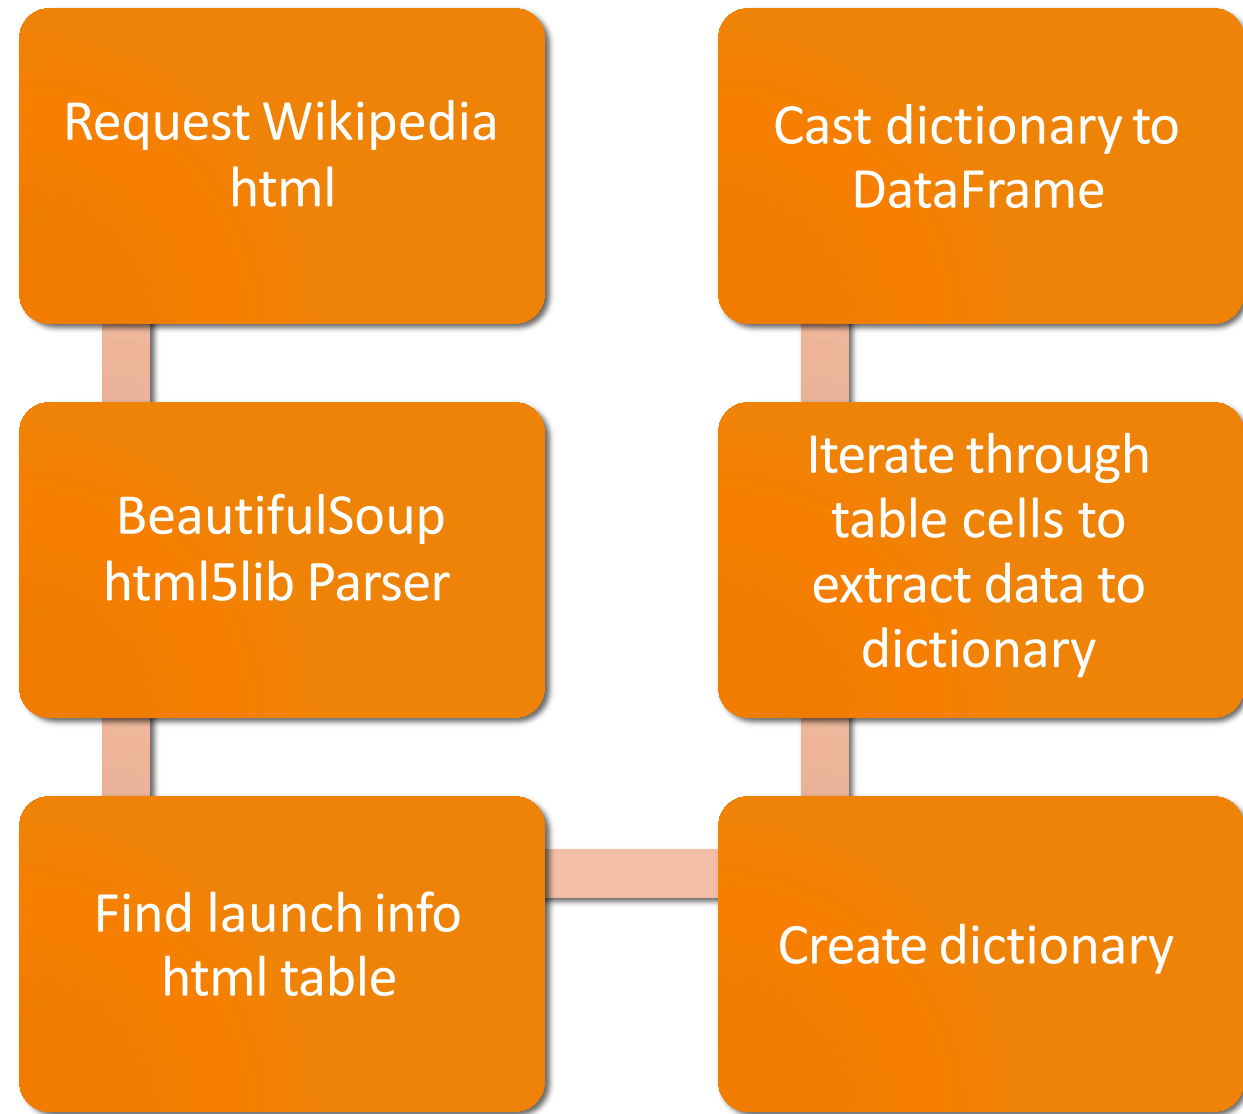 Request Wikipedia
html
BeautifulSoup
html5lib Parser
Find launch info
html table
Create dictionary
Iterate through
table cells to
extract data to
dictionary
Cast dictionary to
DataFrame